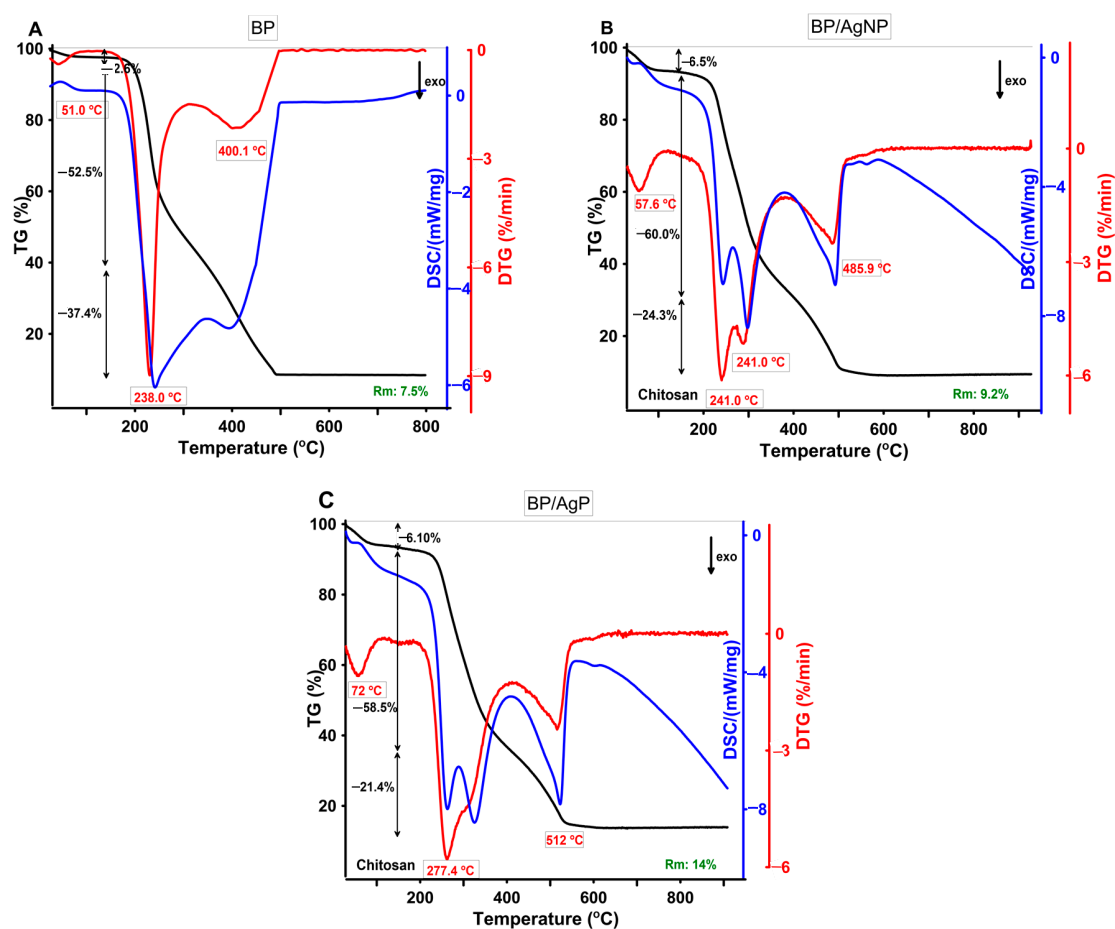 A
BP
100
80
60
40
20
TG (%)
−2.6%
−52.5%
−37.4%
51.0 ºC
400.1 ºC
238.0 ºC
Rm: 7.5%
exo
0
−2
−4
−6
DSC/(mW/mg)
0
−3
−6
−9
DTG (%/min)
200
400
600
800
Temperature (ºC)
B
BP/AgNP
100
80
60
40
20
TG (%)
−6.5%
−60.0%
−24.3%
57.6 ºC
485.9 ºC
241.0 ºC
241.0 ºC
Chitosan
Rm: 9.2%
exo
0
−4
−8
DSC/(mW/mg)
0
−3
−6
DTG (%/min)
200
400
600
800
Temperature (ºC)
C
BP/AgP
100
80
60
40
20
TG (%)
−6.10%
−58.5%
−21.4%
72 ºC
512 ºC
277.4 ºC
Chitosan
Rm: 14%
exo
0
−4
−8
DSC/(mW/mg)
0
−3
−6
DTG (%/min)
200
400
600
800
Temperature (ºC)